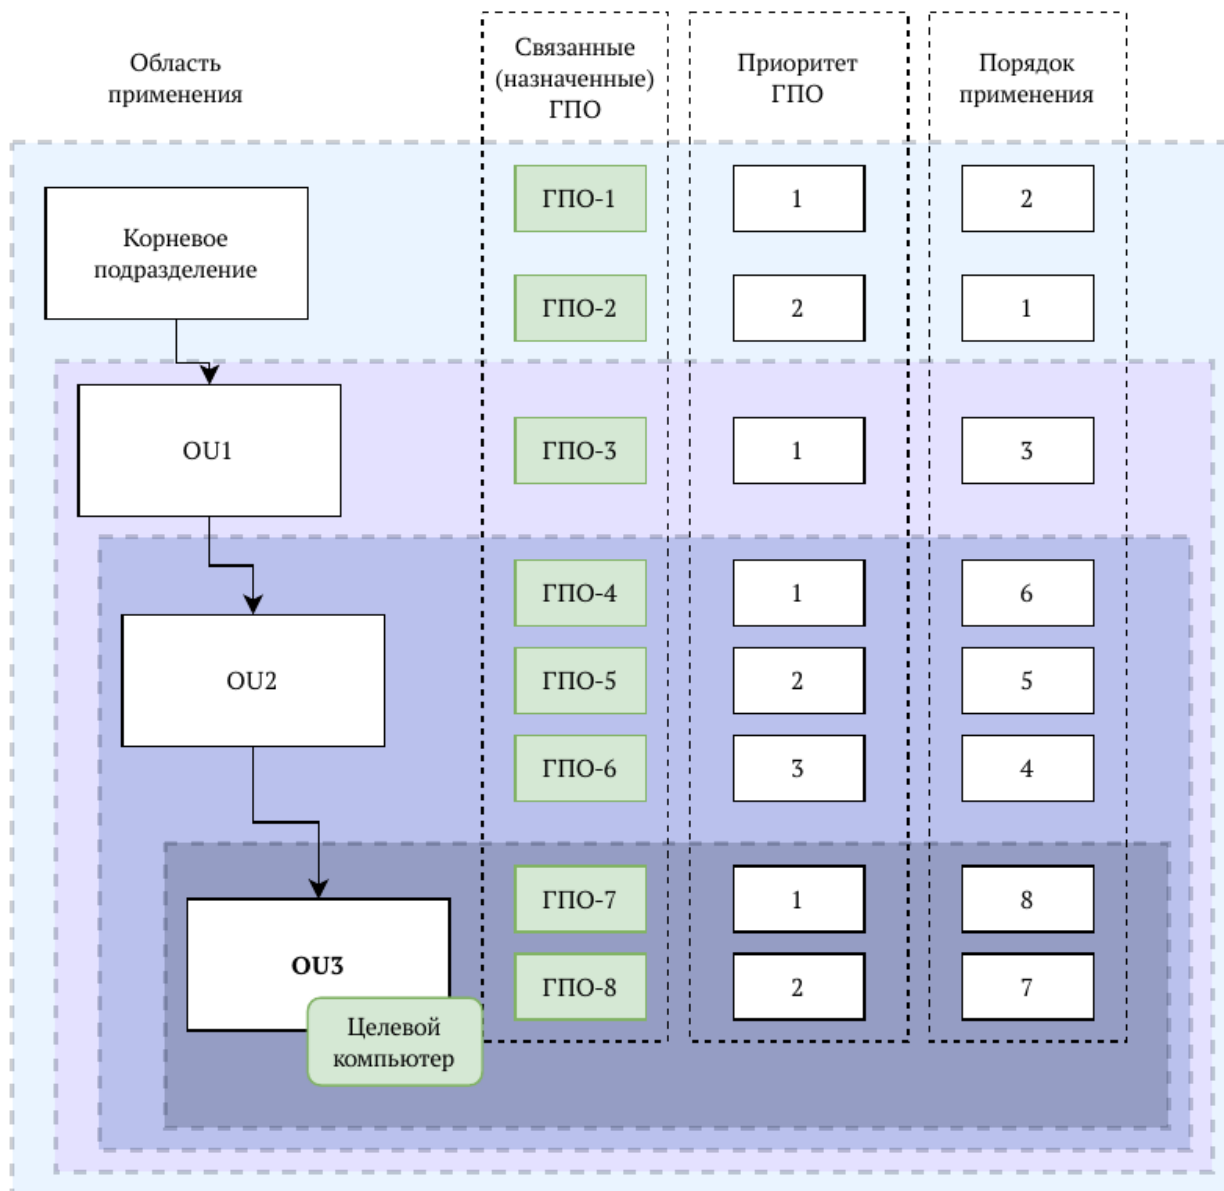 Область
применения
Связанные
(назначенные)
ГПО
Приоритет
ГПО
Порядок
применения
Корневое
подразделение
ГПО-1
1
2
ГПО-2
2
1
OU1
ГПО-3
1
3
OU2
ГПО-4
1
6
ГПО-5
2
5
ГПО-6
3
4
OU3
Целевой
компьютер
ГПО-7
1
8
ГПО-8
2
7